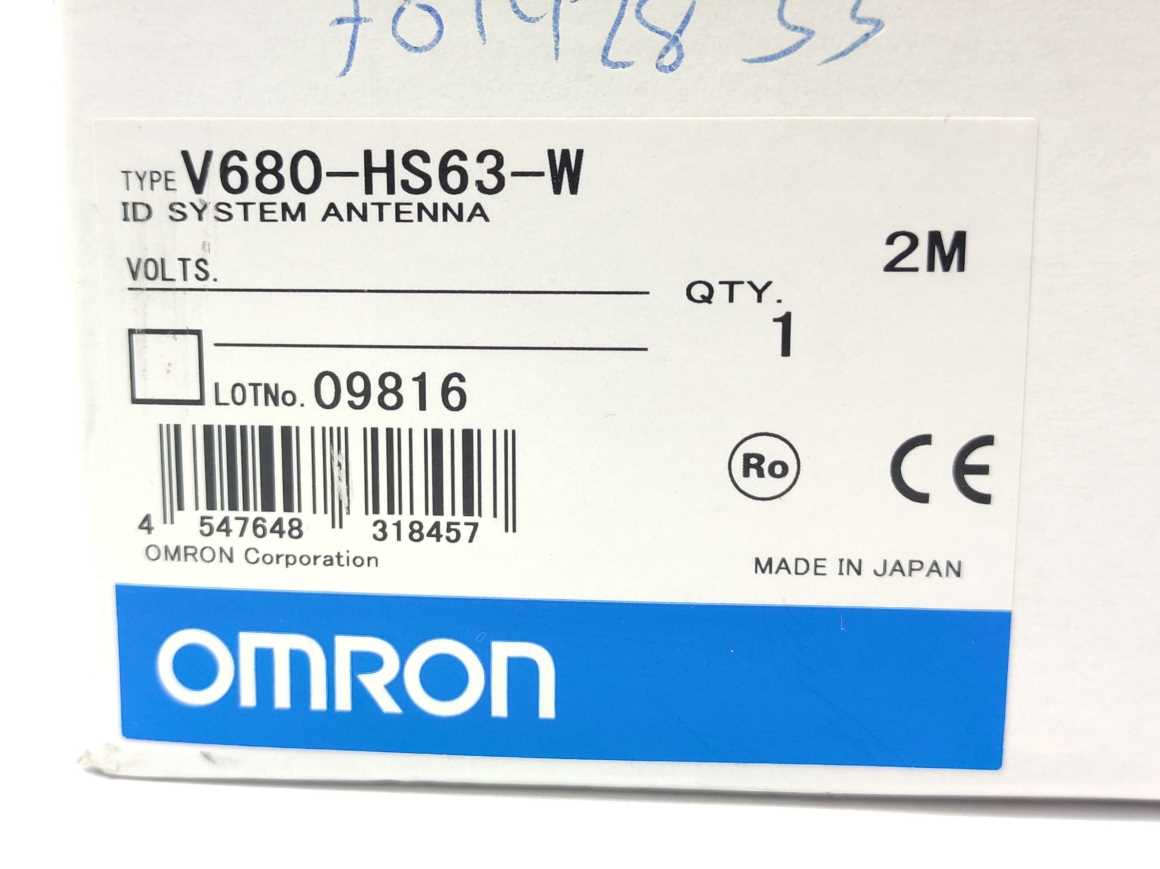 70142855
TYPE V680-HS63-W
ID SYSTEM ANTENNA
2M
VOLTS.
QTY.
1
LOTNo. 09816
Ro CE
4 547648 318457
OMRON Corporation
MADE IN JAPAN
OMRON